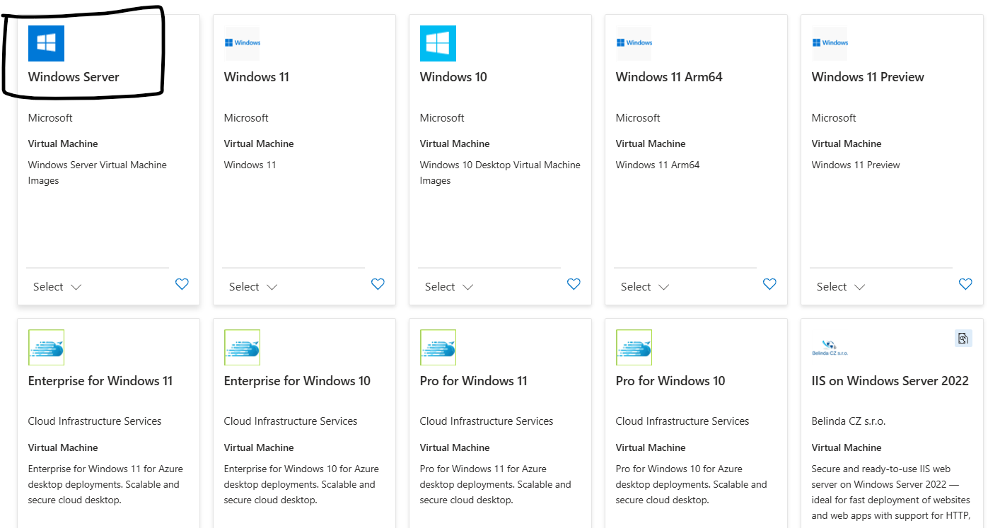 Windows Server
Microsoft
Virtual Machine
Windows Server Virtual Machine
Images
Select
Windows
Windows 11
Microsoft
Virtual Machine
Windows 11
Select
Windows 10
Microsoft
Virtual Machine
Windows 10 Desktop Virtual Machine
Images
Select
Windows
Windows 11 Arm64
Microsoft
Virtual Machine
Windows 11 Arm64
Select
Windows
Windows 11 Preview
Microsoft
Virtual Machine
Windows 11 Preview
Select
Enterprise for Windows 11
Cloud Infrastructure Services
Virtual Machine
Enterprise for Windows 11 for Azure
desktop deployments. Scalable and
secure cloud desktop.
Enterprise for Windows 10
Cloud Infrastructure Services
Virtual Machine
Enterprise for Windows 10 for Azure
desktop deployments. Scalable and
secure cloud desktop.
Pro for Windows 11
Cloud Infrastructure Services
Virtual Machine
Pro for Windows 11 for Azure
desktop deployments. Scalable and
secure cloud desktop.
Pro for Windows 10
Cloud Infrastructure Services
Virtual Machine
Pro for Windows 10 for Azure
desktop deployments. Scalable and
secure cloud desktop.
Belinda CZ s.r.o.
IIS on Windows Server 2022
Belinda CZ s.r.o.
Virtual Machine
Secure and ready-to-use IIS web
server on Windows Server 2022 —
ideal for fast deployment of websites
and web apps with support for HTTP,